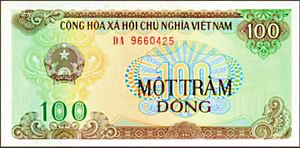 CỘNG HÒA XÃ HỘI CHỦ NGHĨA VIỆT NAM
100
DA 9660425
100
100
MỘT TRĂM
ĐỒNG